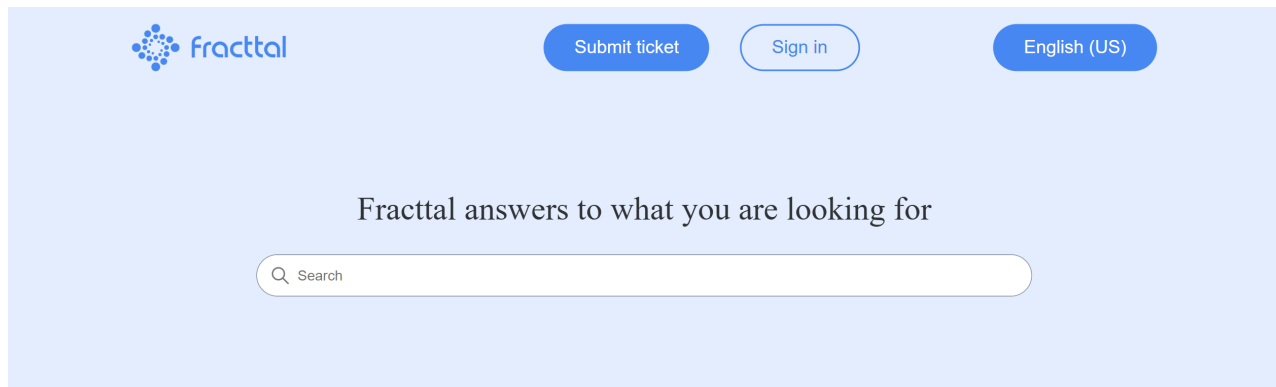 fracttal
Submit ticket
Sign in
English (US)
Fracttal answers to what you are looking for
Search